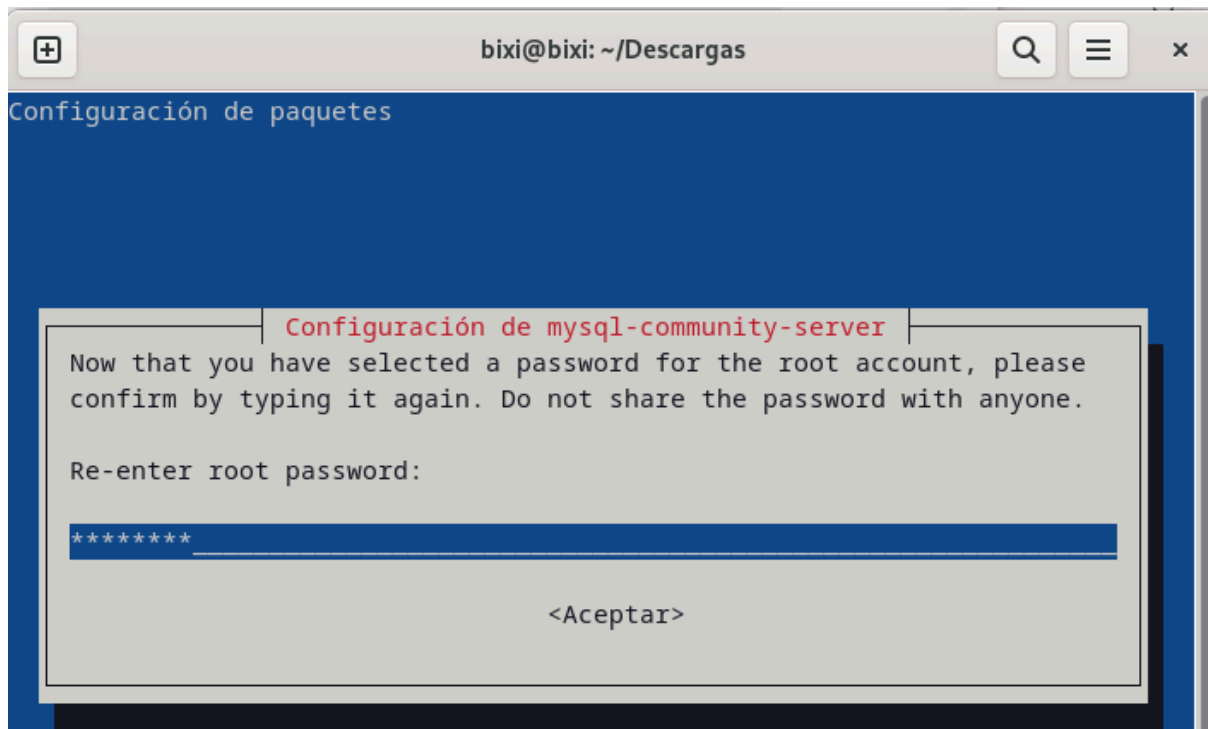 bixi@bixi: ~/Descargas
Configuración de paquetes
Configuración de mysql-community-server
Now that you have selected a password for the root account, please
confirm by typing it again. Do not share the password with anyone.
Re-enter root password:
********
<Aceptar>